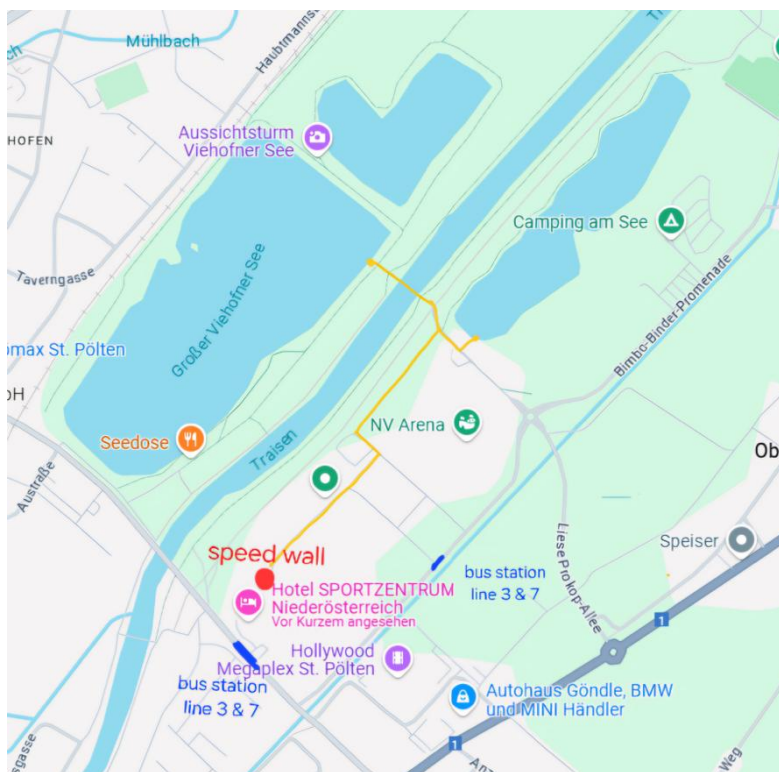 Mühlbach
Hauptmannsc
HOFEN
Aussichtsturm
Viehofner See
Camping am See
Taverngasse
Großer Viehofner See
Bimbo-Binder-Promenade
omax St. Pölten
oH
Seedose
Traisen
NV Arena
Ob
Austraße
Speiser
speed wall
Liese Prokop-Allee
Hotel SPORTZENTRUM
Niederösterreich
Vor Kurzem angesehen
bus station
line 3 & 7
1
Hollywood
Megaplex St. Pölten
bus station
line 3 & 7
Autohaus Göndle, BMW
und MINI Händler
1
Weg